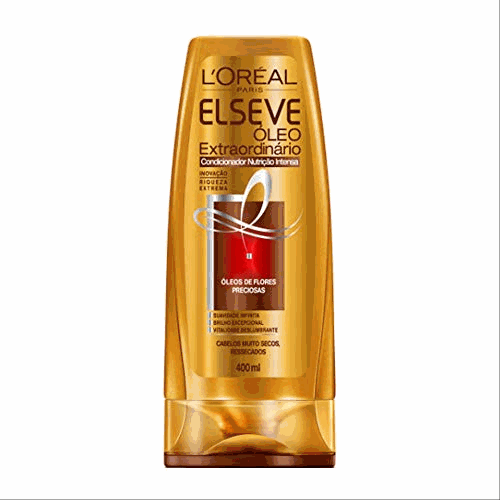 L'ORÉAL
PARIS
ELSEVE
ÓLEO
Extraordinário
Condicionador Nutrição Intensa
INOVAÇÃO
RIQUEZA
EXTREMA
ÓLEOS DE FLORES
PRECIOSAS
SUAVIDADE INFINITA
BRILHO EXCEPCIONAL
VITALIDADE DESLUMBRANTE
CABELOS MUITO SECOS,
RESSECADOS
400 ml